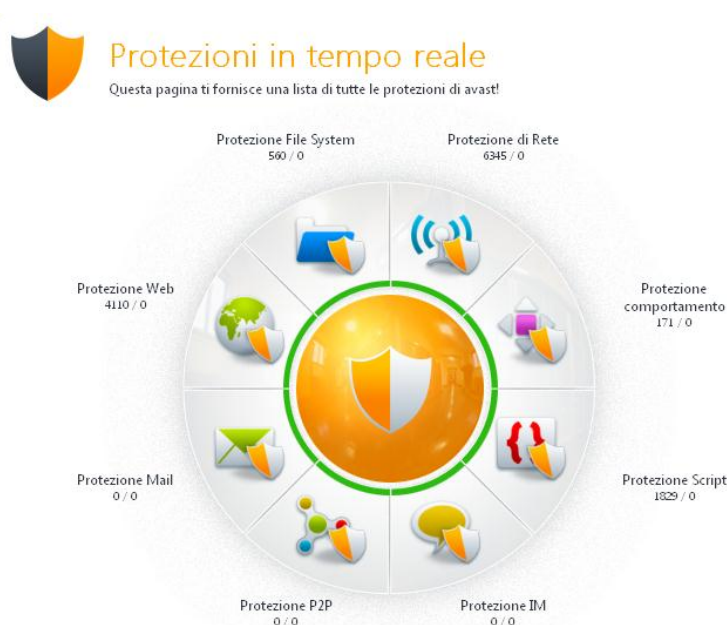 Protezioni in tempo reale
Questa pagina ti fornisce una lista di tutte le protezioni di avast!
Protezione File System
560 / 0
Protezione di Rete
6345 / 0
Protezione Web
4110 / 0
Protezione
comportamento
171 / 0
Protezione Mail
0 / 0
Protezione Script
1829 / 0
Protezione P2P
0 / 0
Protezione IM
0 / 0